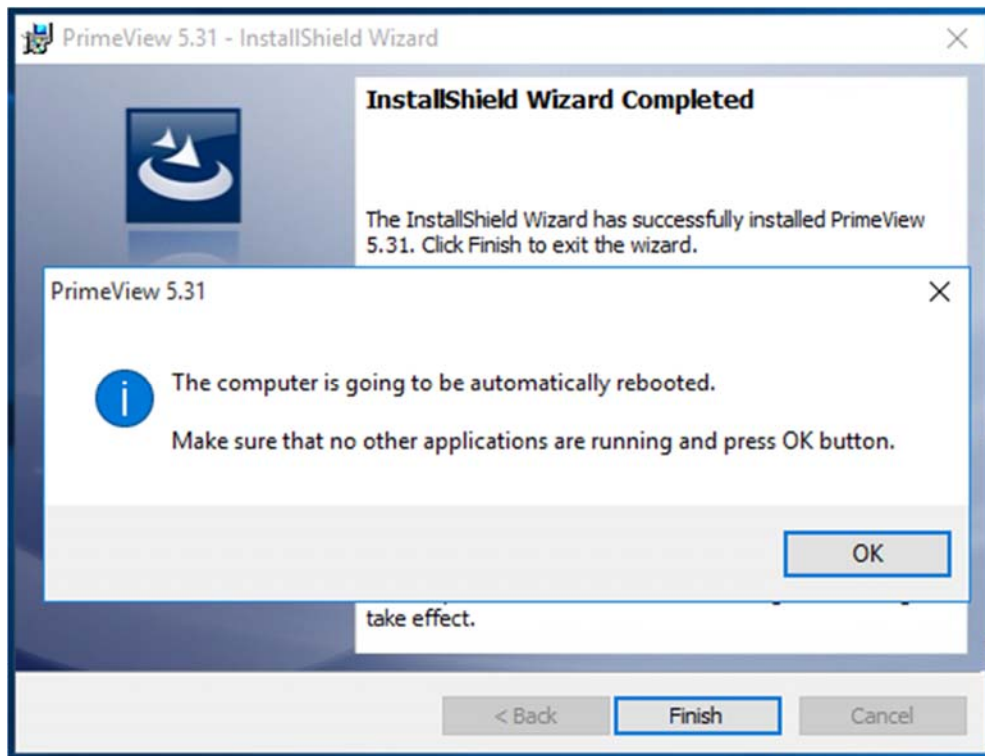 PrimeView 5.31 - InstallShield Wizard
InstallShield Wizard Completed
The InstallShield Wizard has successfully installed PrimeView
5.31. Click Finish to exit the wizard.
PrimeView 5.31
The computer is going to be automatically rebooted.
Make sure that no other applications are running and press OK button.
OK
take effect.
< Back
Finish
Cancel